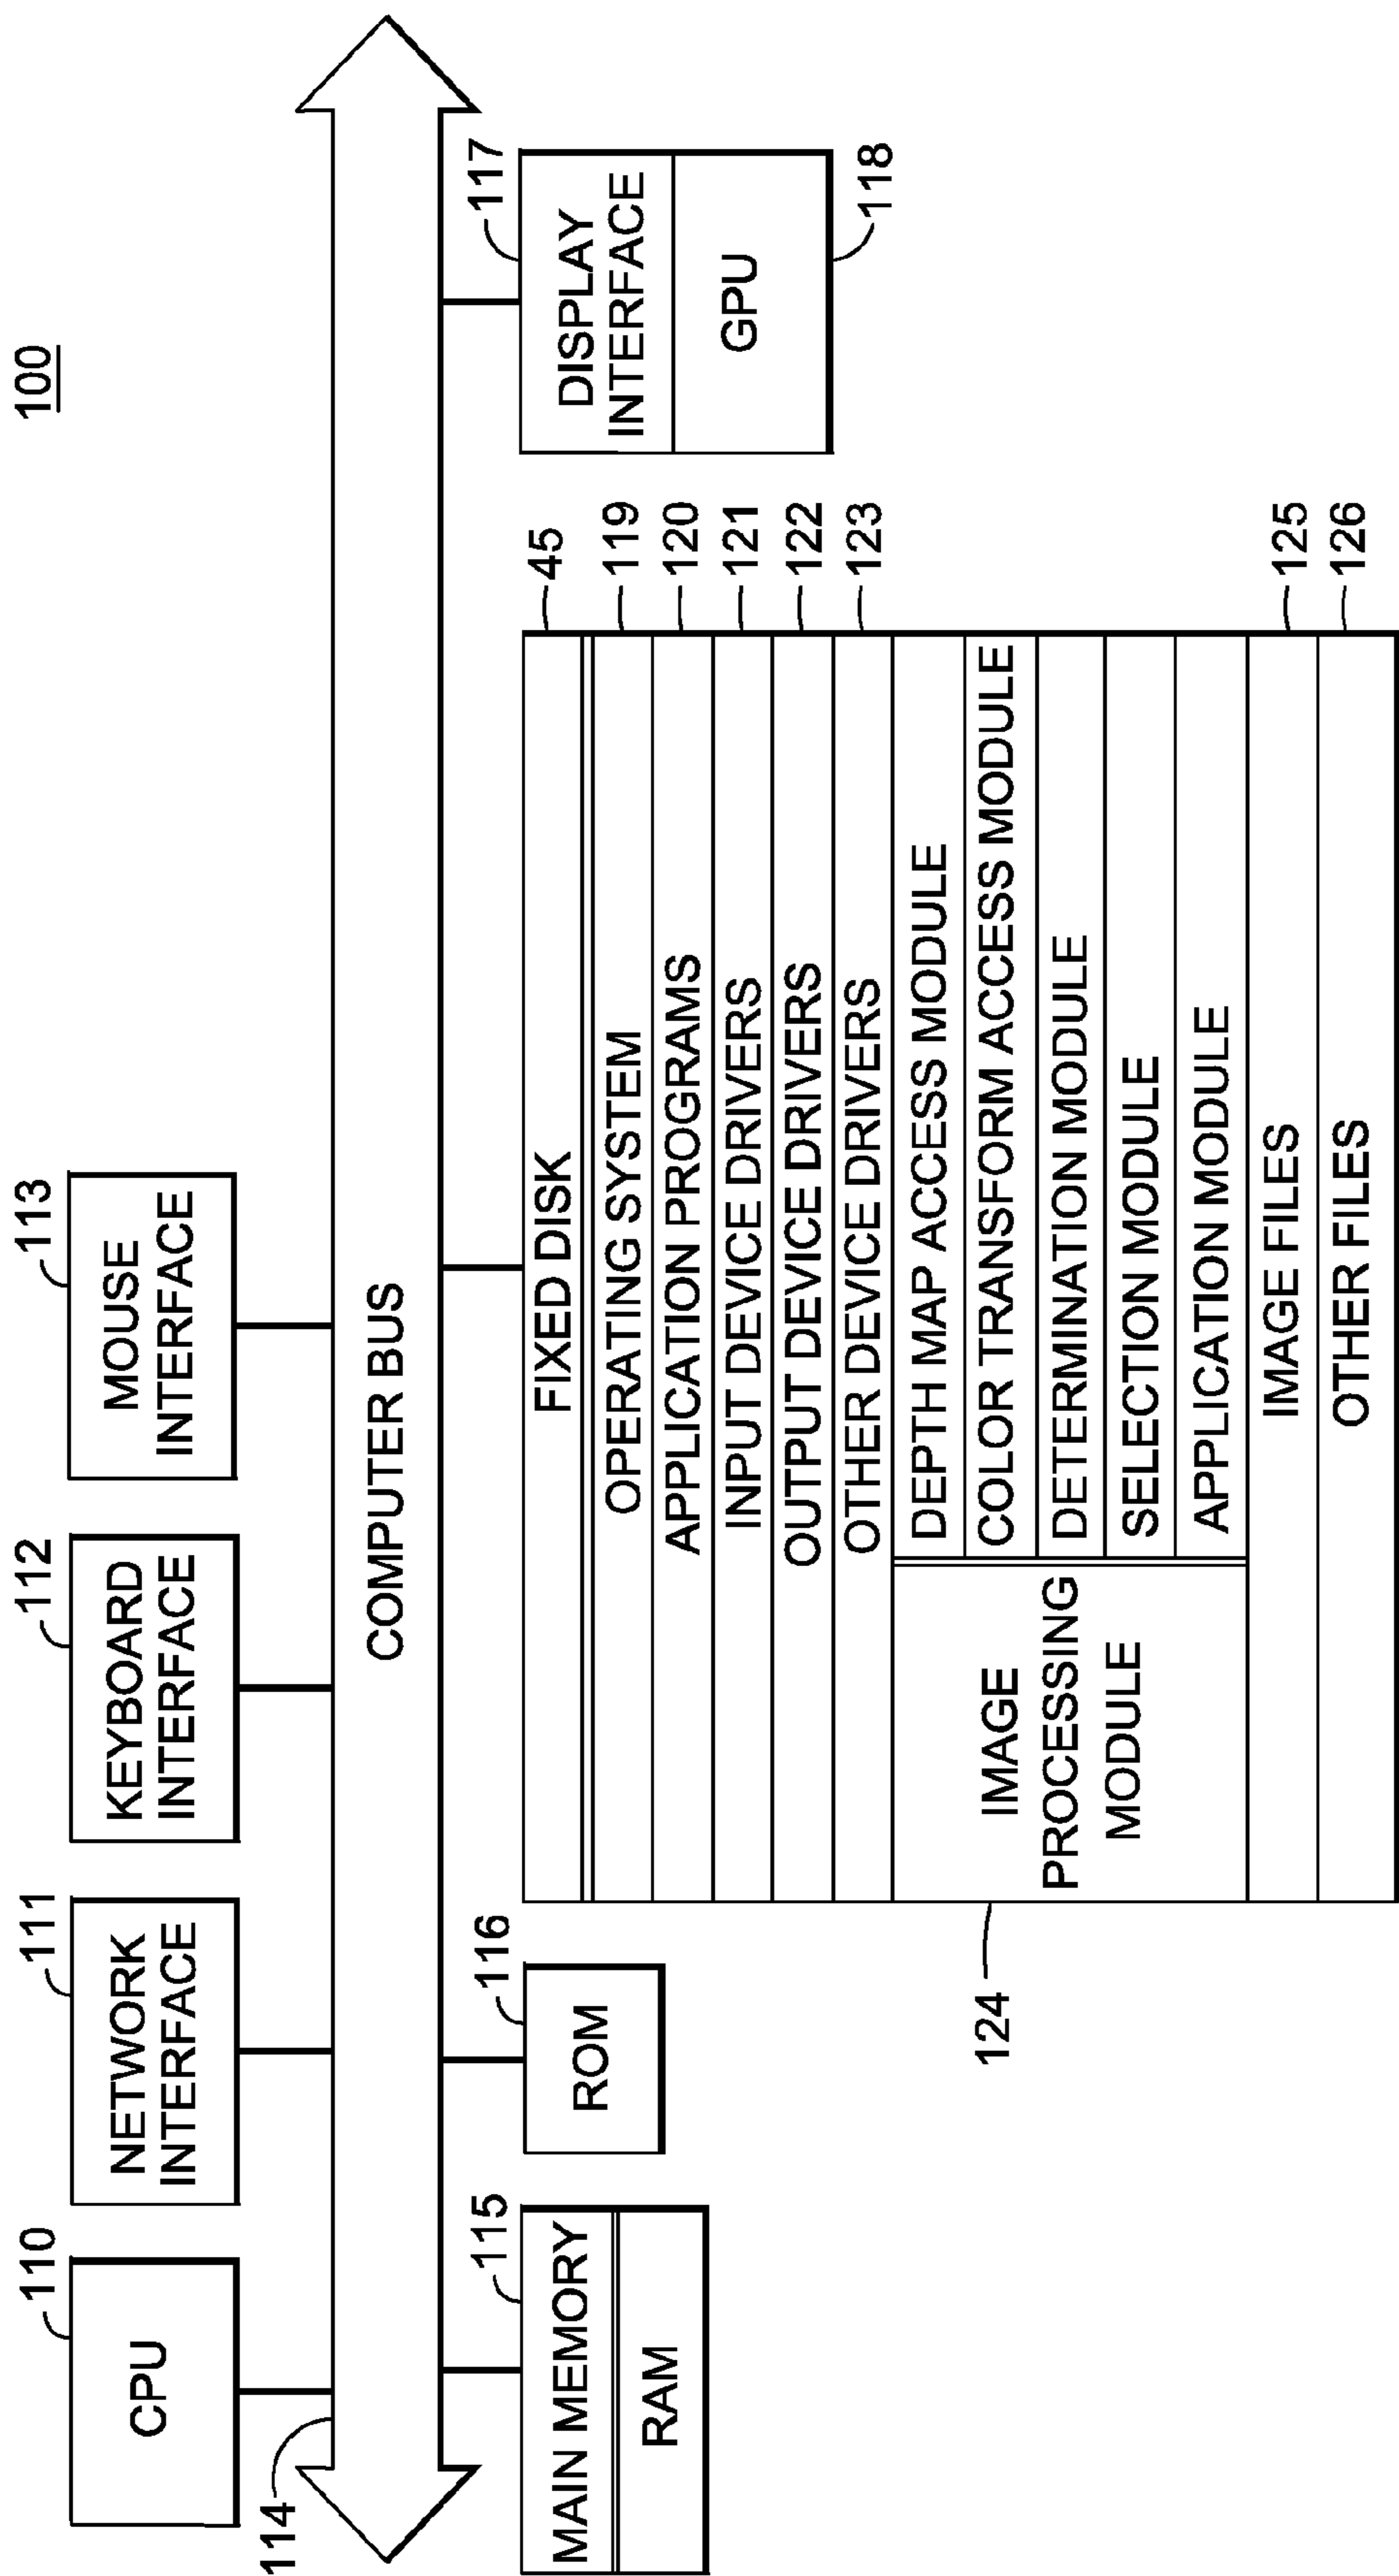 100
110
111
112
113
CPU
NETWORK
INTERFACE
KEYBOARD
INTERFACE
MOUSE
INTERFACE
114
COMPUTER BUS
115
MAIN MEMORY
RAM
116
ROM
45
FIXED DISK
119
OPERATING SYSTEM
120
APPLICATION PROGRAMS
121
INPUT DEVICE DRIVERS
122
OUTPUT DEVICE DRIVERS
123
OTHER DEVICE DRIVERS
124
IMAGE
PROCESSING
MODULE
DEPTH MAP ACCESS MODULE
COLOR TRANSFORM ACCESS MODULE
DETERMINATION MODULE
SELECTION MODULE
APPLICATION MODULE
125
IMAGE FILES
126
OTHER FILES
117
DISPLAY
INTERFACE
GPU
118